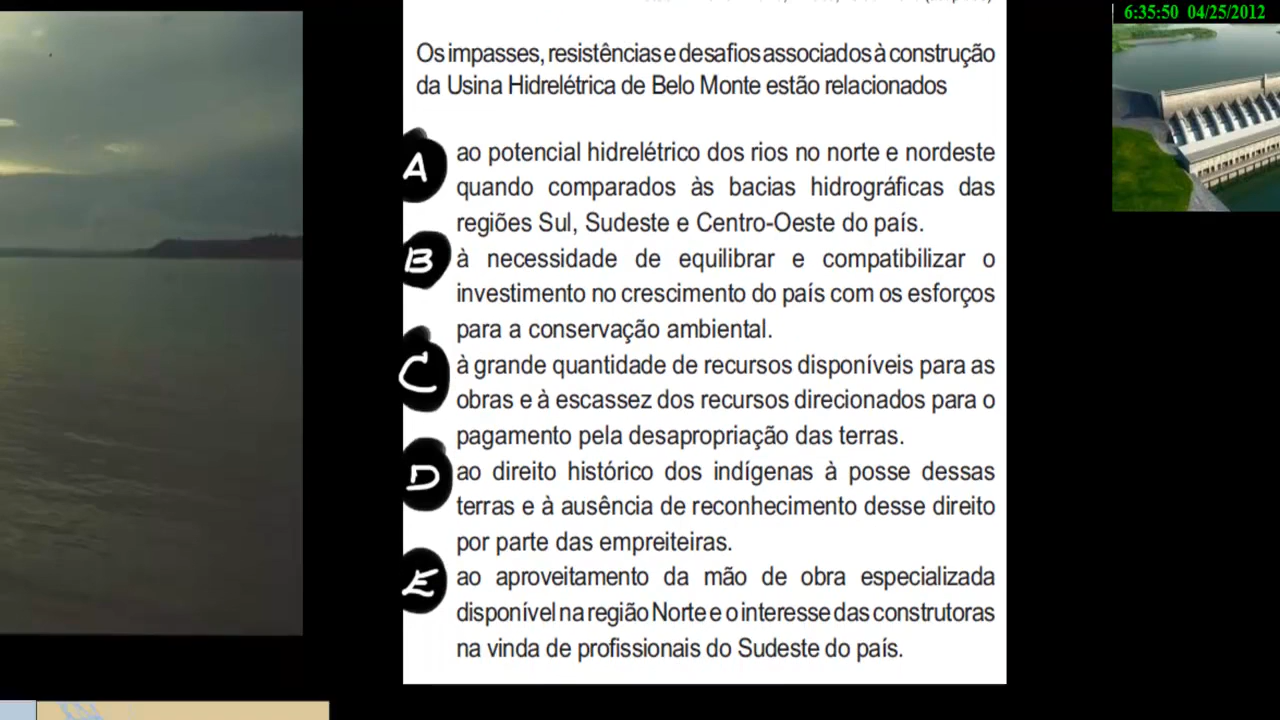 6:35:50 04/25/2012
Os impasses, resistências e desafios associados à construção
da Usina Hidrelétrica de Belo Monte estão relacionados
A ao potencial hidrelétrico dos rios no norte e nordeste
quando comparados às bacias hidrográficas das
regiões Sul, Sudeste e Centro-Oeste do país.
B à necessidade de equilibrar e compatibilizar o
investimento no crescimento do país com os esforços
para a conservação ambiental.
C à grande quantidade de recursos disponíveis para as
obras e à escassez dos recursos direcionados para o
pagamento pela desapropriação das terras.
D ao direito histórico dos indígenas à posse dessas
terras e à ausência de reconhecimento desse direito
por parte das empreiteiras.
E ao aproveitamento da mão de obra especializada
disponível na região Norte e o interesse das construtoras
na vinda de profissionais do Sudeste do país.